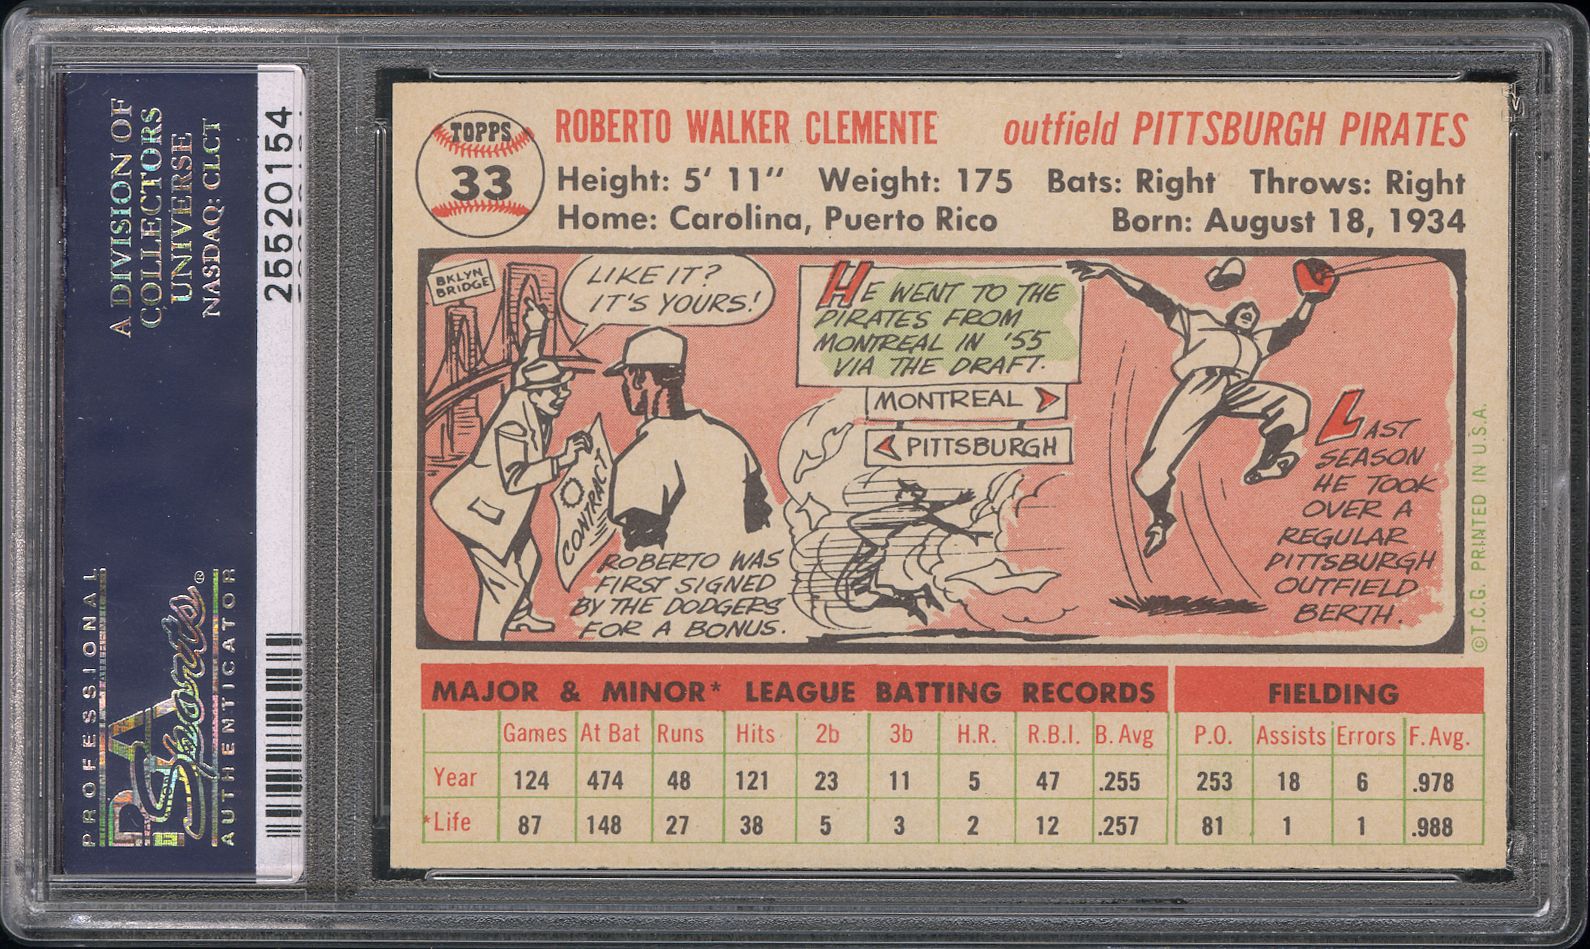 A DIVISION OF
COLLECTORS
UNIVERSE
NASDAQ: CLCT
25520154
PROFESSIONAL
PSA
Sports®
AUTHENTICATOR
TOPPS
33
ROBERTO WALKER CLEMENTE outfield PITTSBURGH PIRATES
Height: 5' 11" Weight: 175 Bats: Right Throws: Right
Home: Carolina, Puerto Rico Born: August 18, 1934
BKLYN
BRIDGE
LIKE IT?
IT'S YOURS!
CONTRACT
ROBERTO WAS
FIRST SIGNED
BY THE DODGERS
FOR A BONUS.
HE WENT TO THE
PIRATES FROM
MONTREAL IN '55
VIA THE DRAFT.
MONTREAL
PITTSBURGH
LAST
SEASON
HE TOOK
OVER A
REGULAR
PITTSBURGH
OUTFIELD
BERTH.
©T.C.G. PRINTED IN U.S.A.
MAJOR & MINOR* LEAGUE BATTING RECORDS FIELDING
Games At Bat Runs Hits 2b 3b H.R. R.B.I. B. Avg P.O. Assists Errors F. Avg.
Year 124 474 48 121 23 11 5 47 .255 253 18 6 .978
*Life 87 148 27 38 5 3 2 12 .257 81 1 1 .988